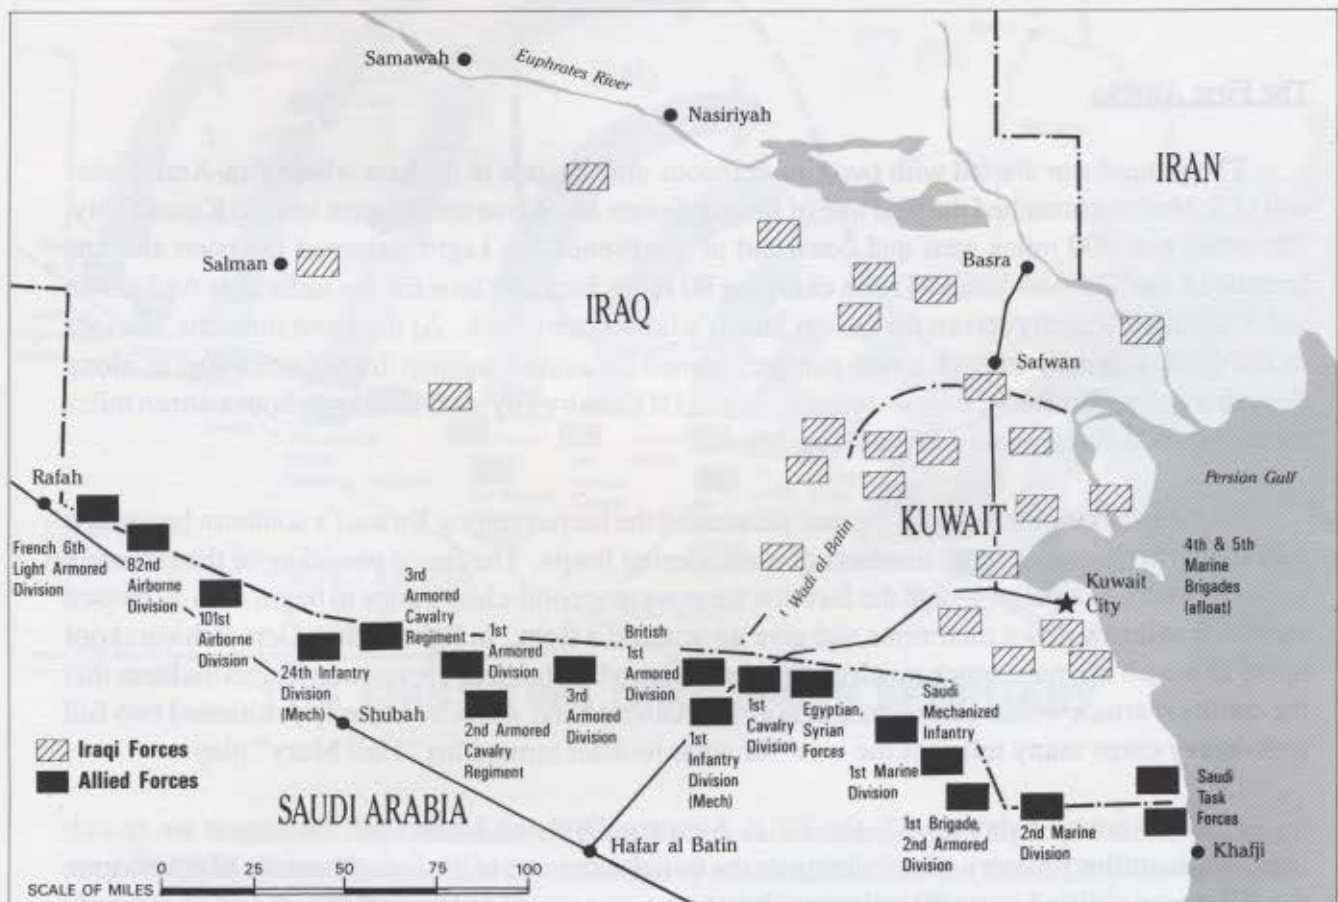 Samawah
Euphrates River
Nasiriyah
IRAN
Salman
IRAQ
Basra
Safwan
Rafah
Persian Gulf
KUWAIT
Wadi al Batin
4th & 5th
Marine
Brigades
(afloat)
Kuwait
City
French 6th
Light Armored
Division
82nd
Airborne
Division
101st
Airborne
Division
24th Infantry
Division
(Mech)
3rd
Armored
Cavalry
Regiment
1st
Armored
Division
2nd Armored
Cavalry
Regiment
3rd
Armored
Division
British
1st
Armored
Division
1st
Infantry
Division
(Mech)
1st
Cavalry
Division
Egyptian,
Syrian
Forces
Saudi
Mechanized
Infantry
1st Marine
Division
1st Brigade,
2nd Armored
Division
2nd Marine
Division
Saudi
Task
Forces
Shubah
Iraqi Forces
Allied Forces
SAUDI ARABIA
Hafar al Batin
Khafji
SCALE OF MILES
0 25 50 75 100